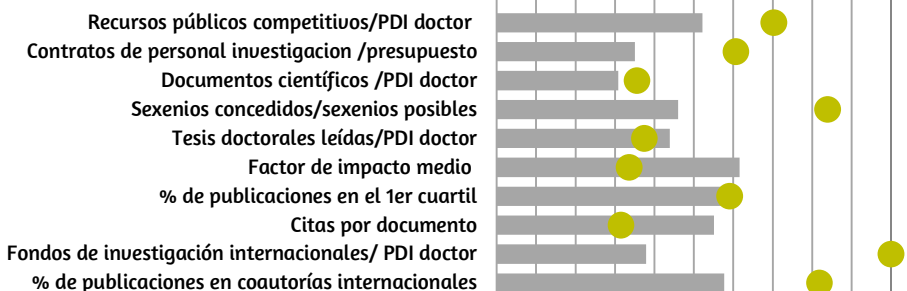 Recursos públicos competitivos/PDI doctor
Contratos de personal investigacion /presupuesto
Documentos científicos /PDI doctor
Sexenios concedidos/sexenios posibles
Tesis doctorales leídas/PDI doctor
Factor de impacto medio
% de publicaciones en el 1er cuartil
Citas por documento
Fondos de investigación internacionales/ PDI doctor
% de publicaciones en coautorías internacionales